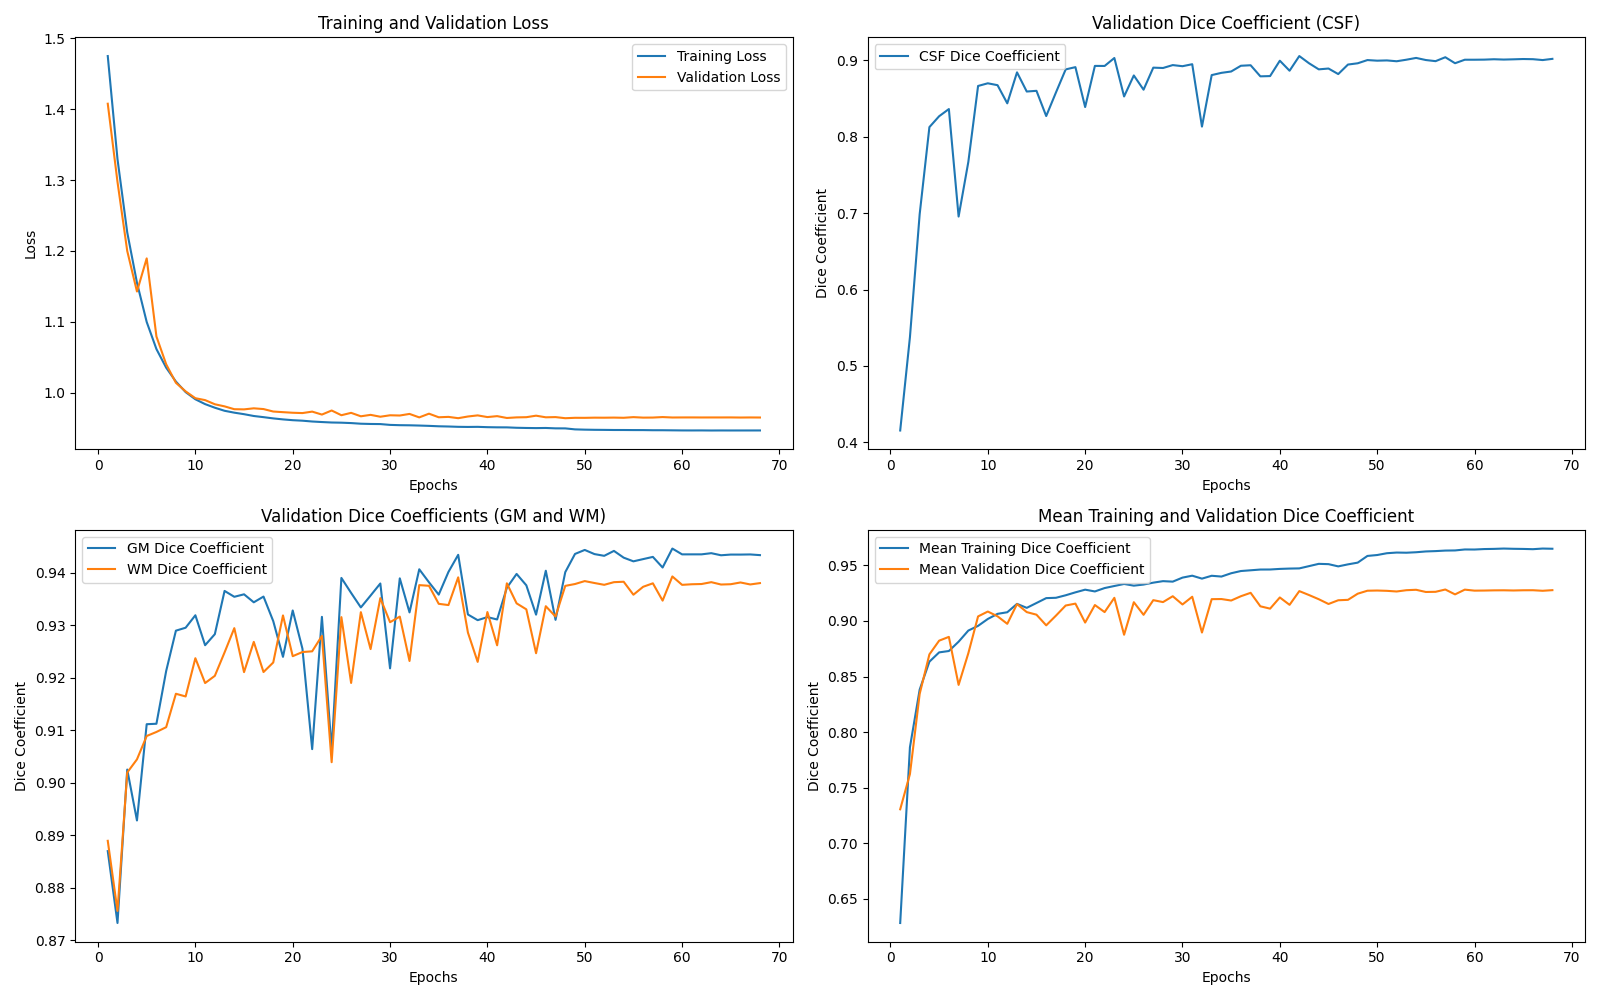 Training and Validation Loss
1.5
1.4
1.3
1.2
1.1
1.0
Loss
Training Loss
Validation Loss
0 10 20 30 40 50 60 70
Epochs
Validation Dice Coefficient (CSF)
0.9
0.8
0.7
0.6
0.5
0.4
Dice Coefficient
CSF Dice Coefficient
0 10 20 30 40 50 60 70
Epochs
Validation Dice Coefficients (GM and WM)
0.94
0.93
0.92
0.91
0.90
0.89
0.88
0.87
Dice Coefficient
GM Dice Coefficient
WM Dice Coefficient
0 10 20 30 40 50 60 70
Epochs
Mean Training and Validation Dice Coefficient
0.95
0.90
0.85
0.80
0.75
0.70
0.65
Dice Coefficient
Mean Training Dice Coefficient
Mean Validation Dice Coefficient
0 10 20 30 40 50 60 70
Epochs